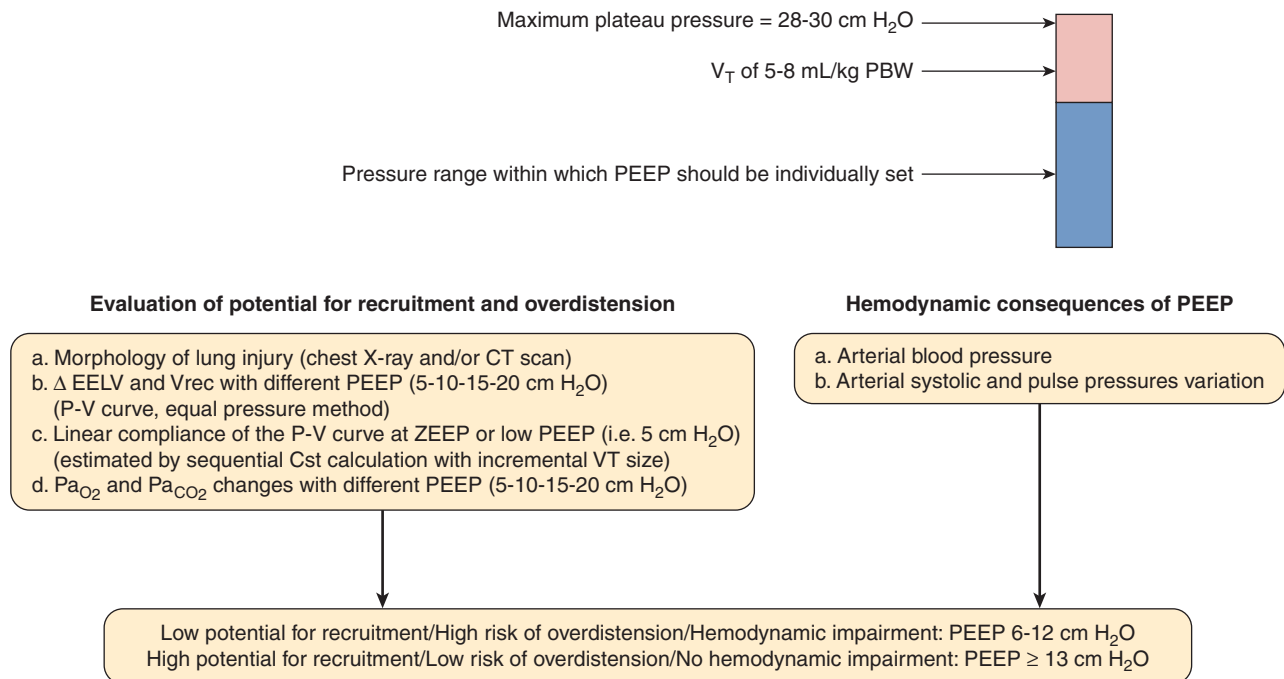 Maximum plateau pressure = 28-30 cm H₂O
V_T of 5-8 mL/kg PBW
Pressure range within which PEEP should be individually set
Evaluation of potential for recruitment and overdistension
a. Morphology of lung injury (chest X-ray and/or CT scan)
b. Δ EELV and Vrec with different PEEP (5-10-15-20 cm H₂O)
(P-V curve, equal pressure method)
c. Linear compliance of the P-V curve at ZEEP or low PEEP (i.e. 5 cm H₂O)
(estimated by sequential Cst calculation with incremental VT size)
d. Pa_O₂ and Pa_CO₂ changes with different PEEP (5-10-15-20 cm H₂O)
Hemodynamic consequences of PEEP
a. Arterial blood pressure
b. Arterial systolic and pulse pressures variation
Low potential for recruitment/High risk of overdistension/Hemodynamic impairment: PEEP 6-12 cm H₂O
High potential for recruitment/Low risk of overdistension/No hemodynamic impairment: PEEP ≥ 13 cm H₂O